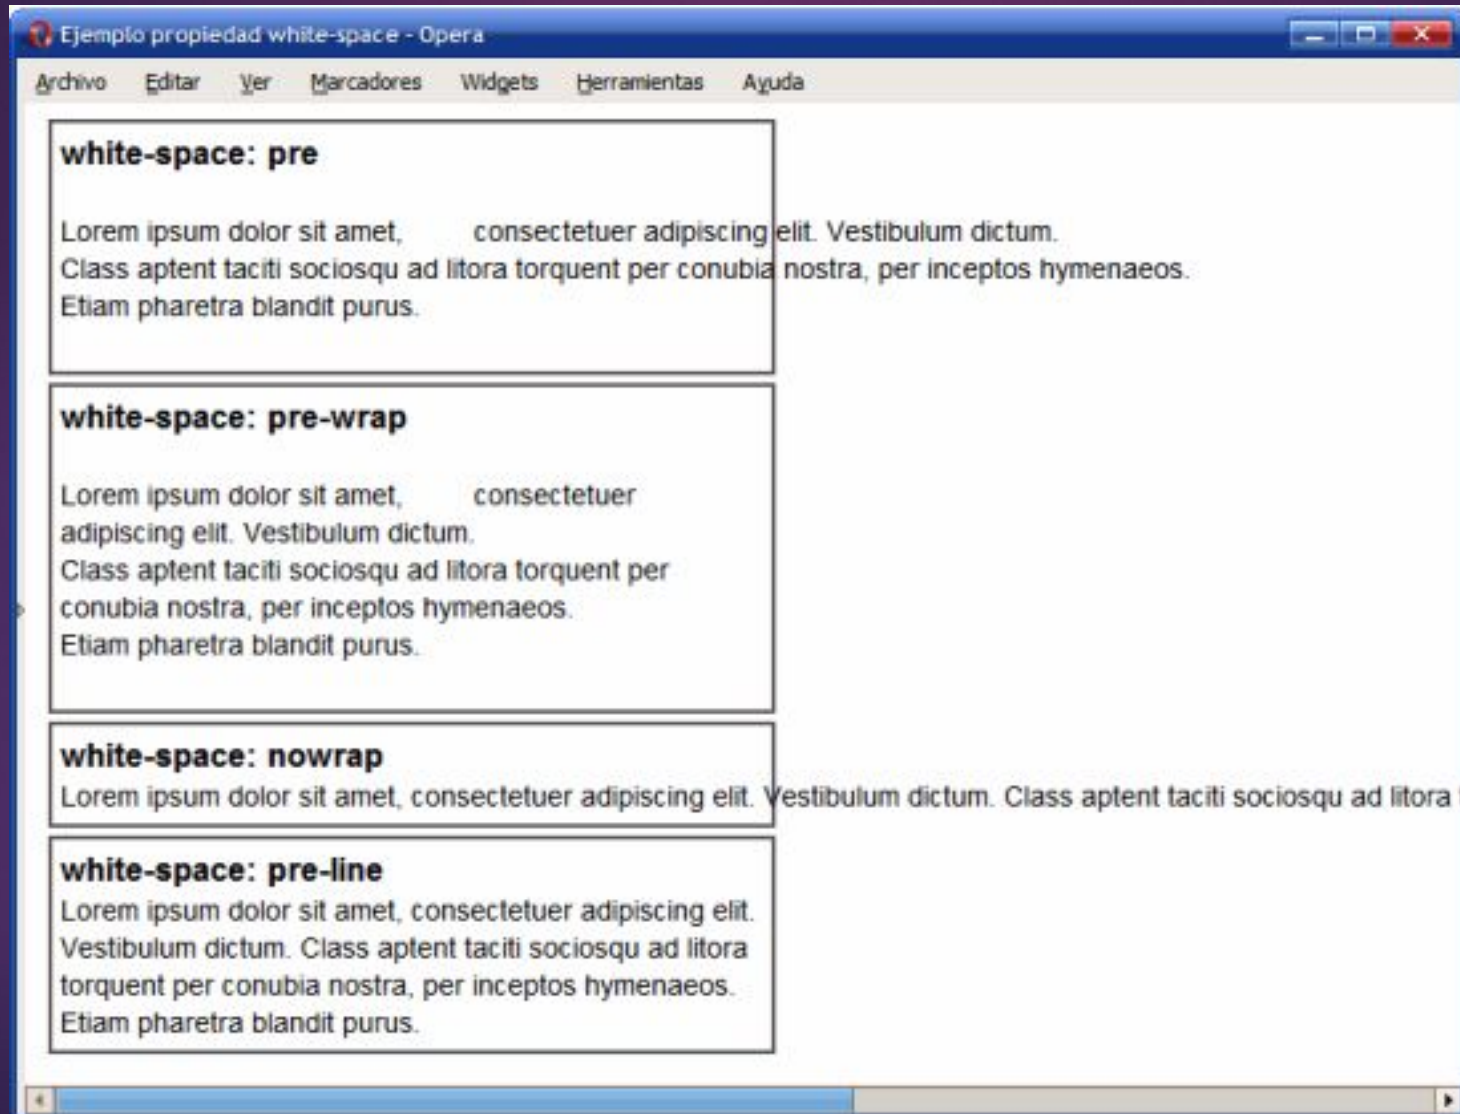 Ejemplo propiedad white-space - Opera
Archivo Editar Ver Marcadores Widgets Herramientas Ayuda
white-space: pre
Lorem ipsum dolor sit amet, consectetuer adipiscing elit. Vestibulum dictum.
Class aptent taciti sociosqu ad litora torquent per conubia nostra, per inceptos hymenaeos.
Etiam pharetra blandit purus.
white-space: pre-wrap
Lorem ipsum dolor sit amet, consectetuer
adipiscing elit. Vestibulum dictum.
Class aptent taciti sociosqu ad litora torquent per
conubia nostra, per inceptos hymenaeos.
Etiam pharetra blandit purus.
white-space: nowrap
Lorem ipsum dolor sit amet, consectetuer adipiscing elit. Vestibulum dictum. Class aptent taciti sociosqu ad litora
white-space: pre-line
Lorem ipsum dolor sit amet, consectetuer adipiscing elit.
Vestibulum dictum. Class aptent taciti sociosqu ad litora
torquent per conubia nostra, per inceptos hymenaeos.
Etiam pharetra blandit purus.